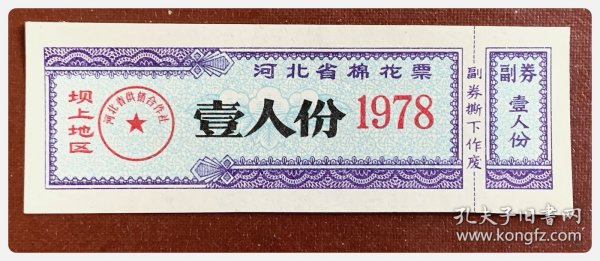 河北省棉花票
坝上地区
河北省供销合作社
壹人份
1978
副券撕下作废
副券
壹人份
孔夫子旧书网
www.kongfz.com